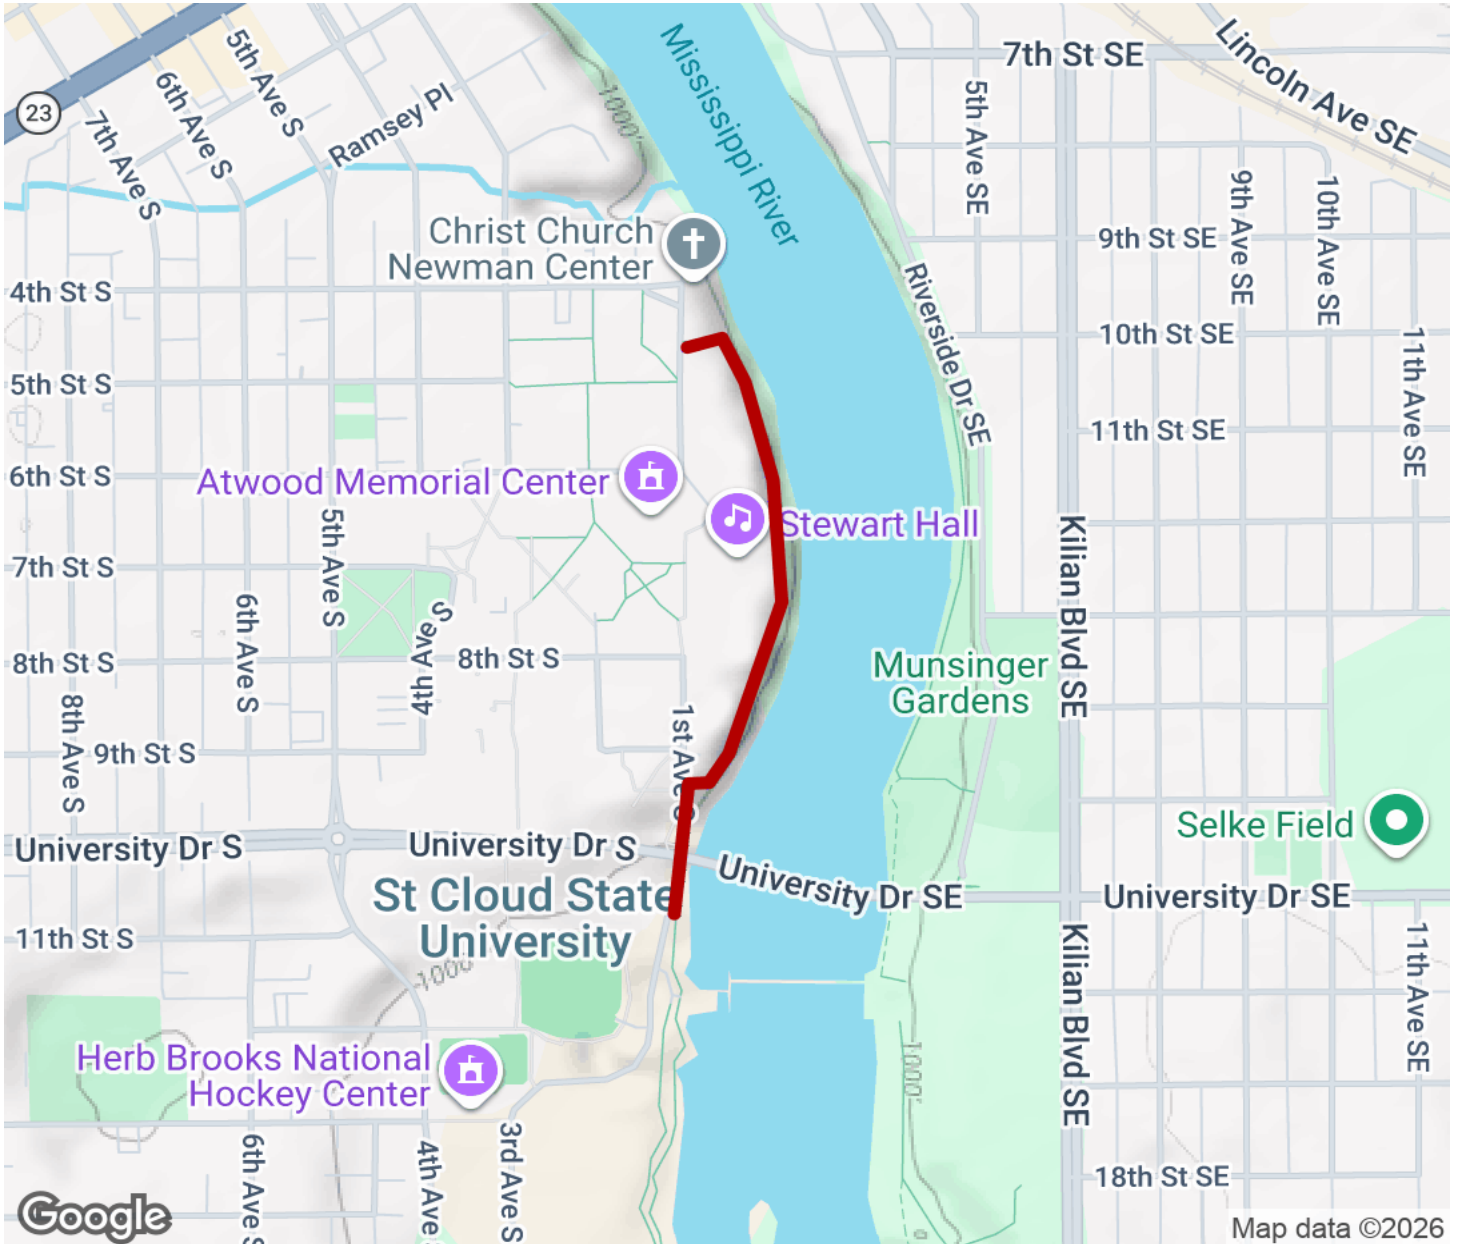 5th Ave S
6th Ave S
7th Ave S
23
Ramsey Pl
1000'
Mississippi River
7th St SE
Lincoln Ave SE
5th Ave SE
9th Ave SE
10th Ave SE
9th St SE
Christ Church
Newman Center
4th St S
Riverside Dr SE
10th St SE
11th Ave SE
5th St S
11th St SE
6th St S
Atwood Memorial Center
Stewart Hall
5th Ave S
Kilian Blvd SE
7th St S
6th Ave S
4th Ave S
8th St S
8th St S
Munsinger
Gardens
8th Ave S
9th St S
1st Ave S
Selke Field
University Dr S
University Dr S
University Dr SE
University Dr SE
St Cloud State
University
11th St S
1000'
Kilian Blvd SE
11th Ave SE
1000'
Herb Brooks National
Hockey Center
6th Ave S
4th Ave S
3rd Ave S
18th St SE
Google
Map data ©2026